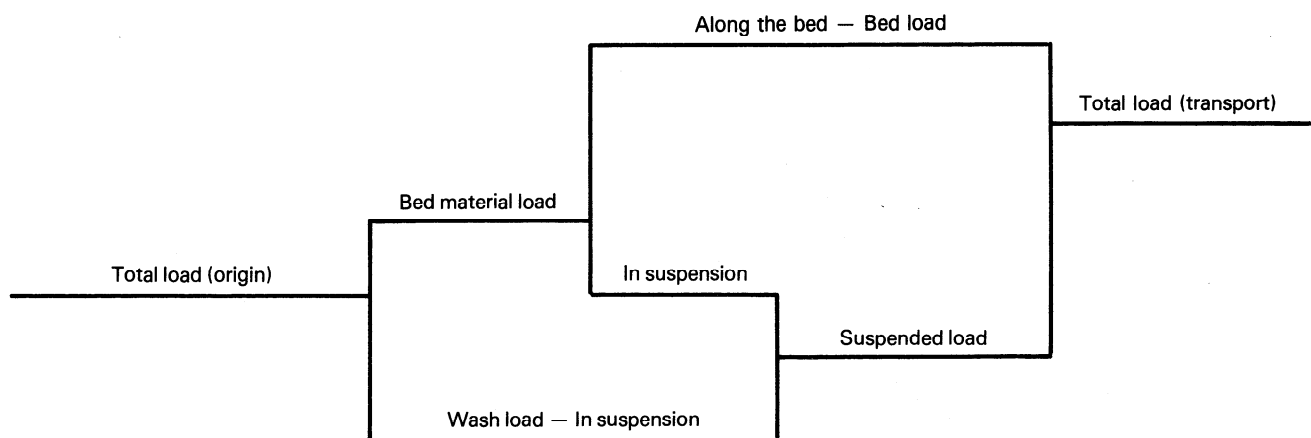 Along the bed — Bed load
Total load (transport)
Bed material load
Total load (origin)
In suspension
Suspended load
Wash load — In suspension